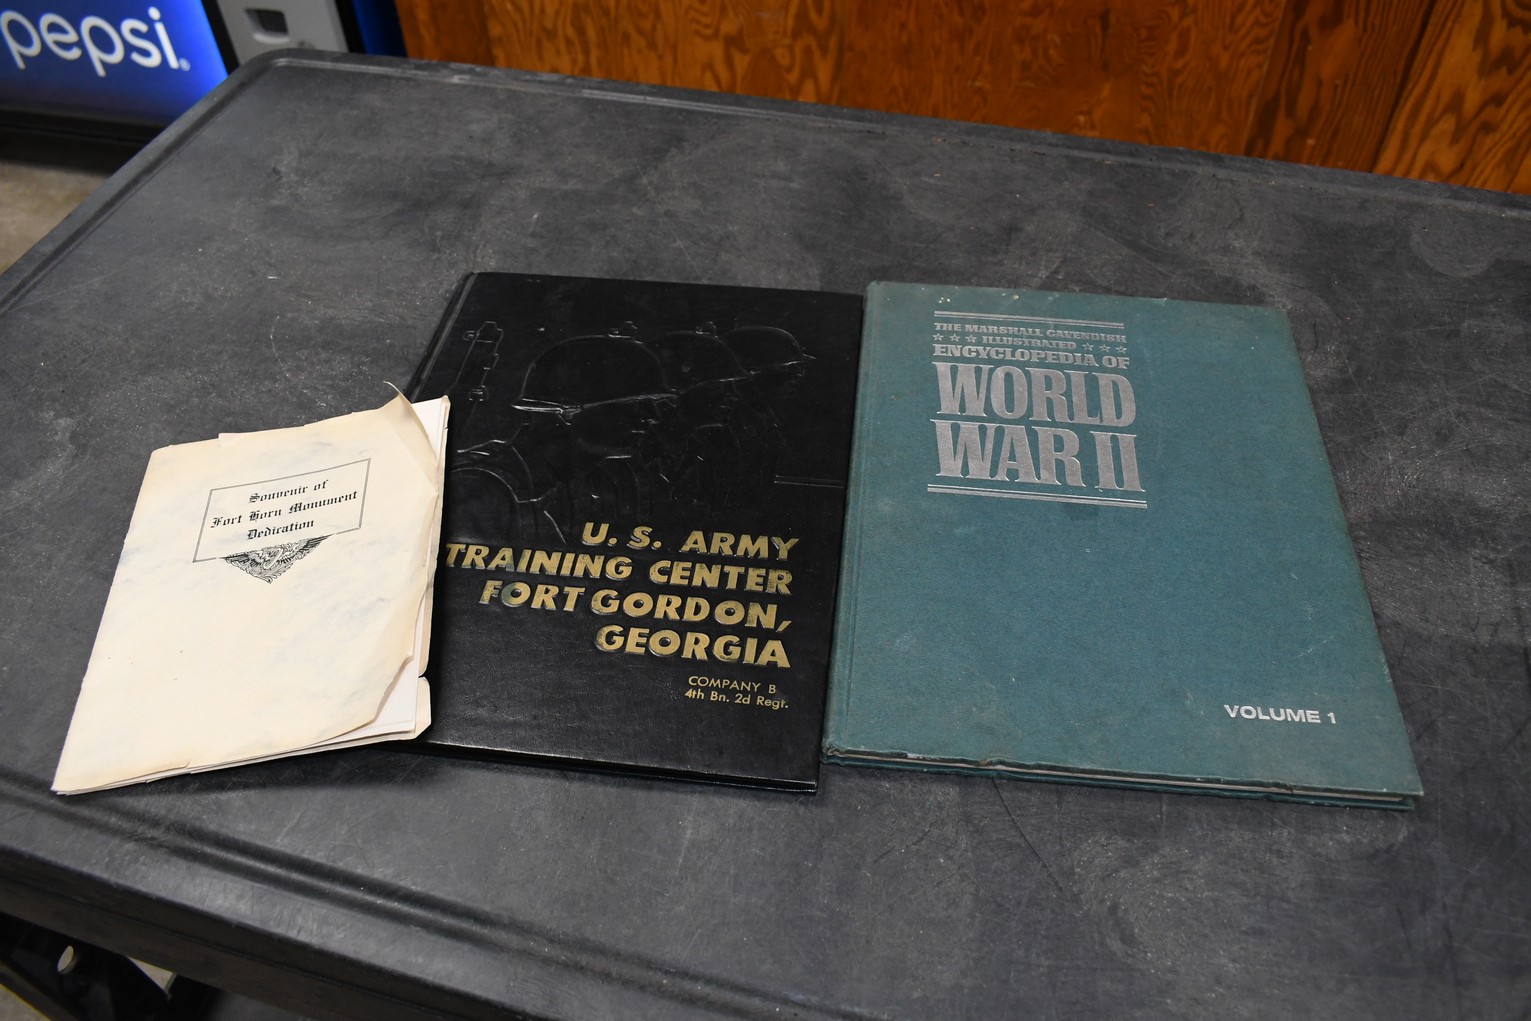 pepsi®
Souvenir of
Fort Horn Monument
Dedication
U. S. ARMY
TRAINING CENTER
FORT GORDON,
GEORGIA
COMPANY B
4th Bn. 2d Regt.
THE MARSHALL CAVENDISH
☆ ☆ ☆ ILLUSTRATED ☆ ☆ ☆
ENCYCLOPEDIA OF
WORLD
WAR II
VOLUME 1